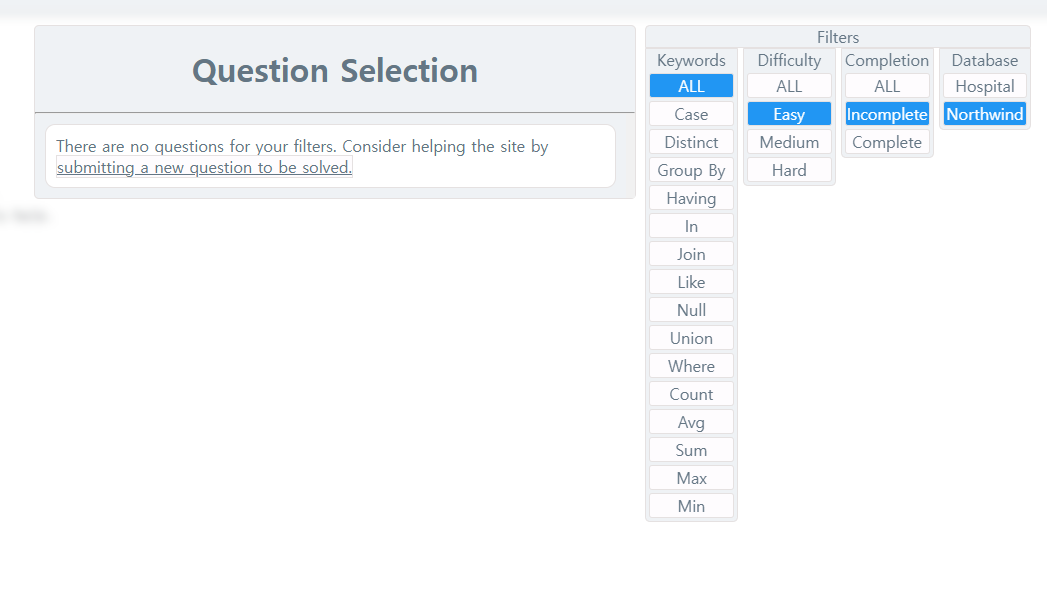 Question Selection
There are no questions for your filters. Consider helping the site by
submitting a new question to be solved.
Filters
Keywords
ALL
Case
Distinct
Group By
Having
In
Join
Like
Null
Union
Where
Count
Avg
Sum
Max
Min
Difficulty
ALL
Easy
Medium
Hard
Completion
ALL
Incomplete
Complete
Database
Hospital
Northwind